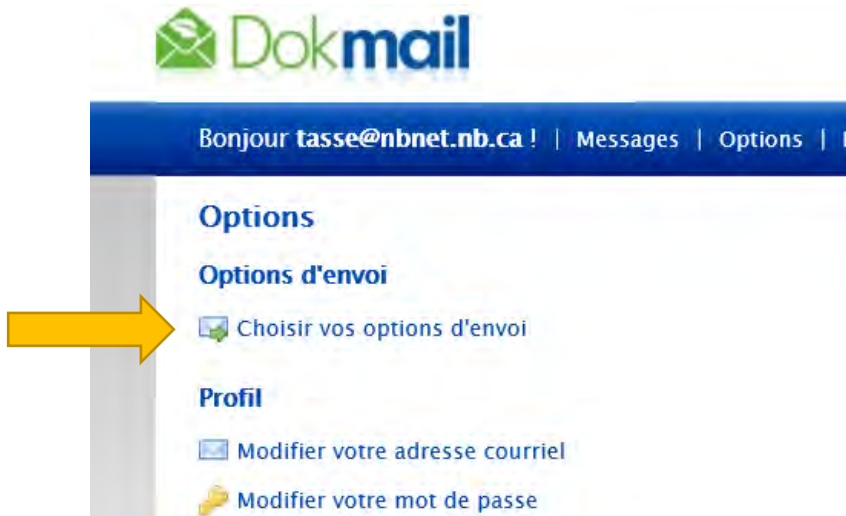 Dokmail
Bonjour tasse@nbnet.nb.ca ! | Messages | Options |
Options
Options d'envoi
Choisir vos options d'envoi
Profil
Modifier votre adresse courriel
Modifier votre mot de passe